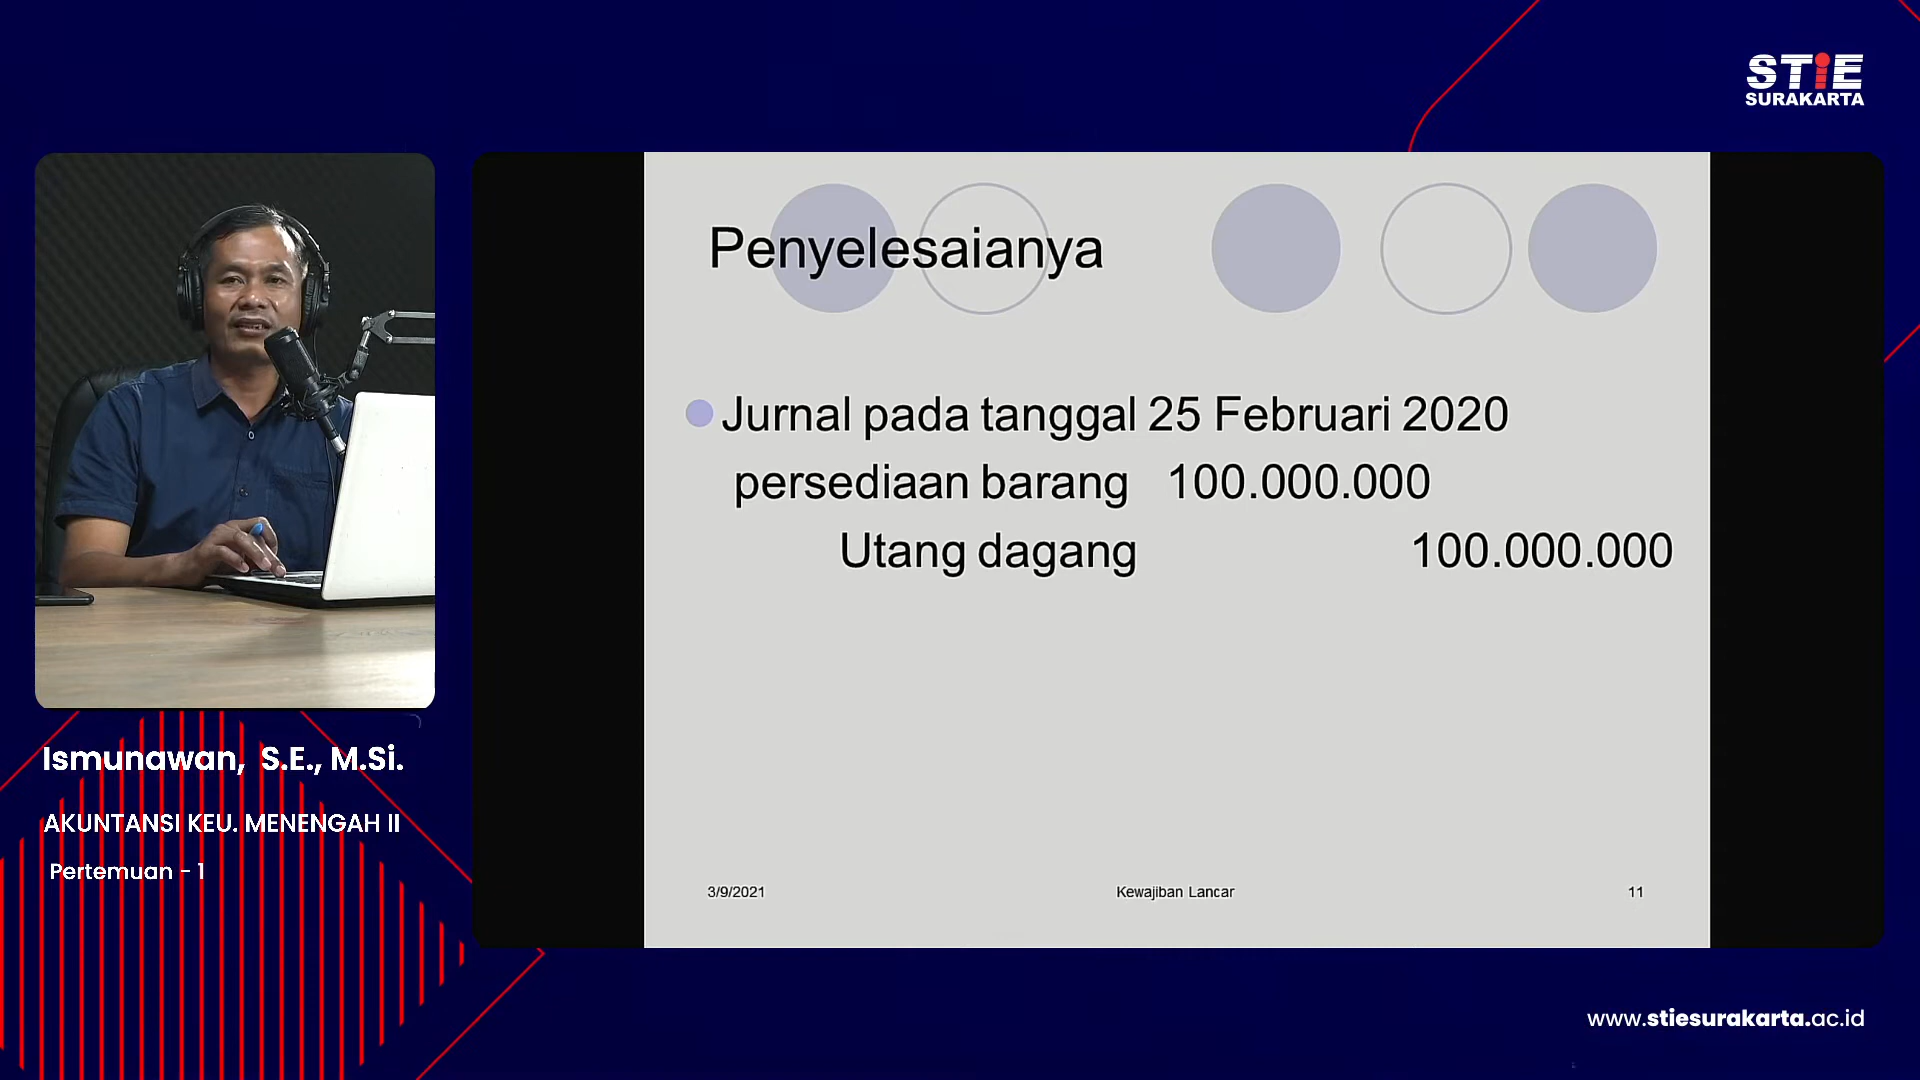 STiE
SURAKARTA
Penyelesaianya
Jurnal pada tanggal 25 Februari 2020
persediaan barang 100.000.000
Utang dagang 100.000.000
3/9/2021 Kewajiban Lancar 11
Ismunawan, S.E., M.Si.
AKUNTANSI KEU. MENENGAH II
Pertemuan - 1
www.stiesurakarta.ac.id